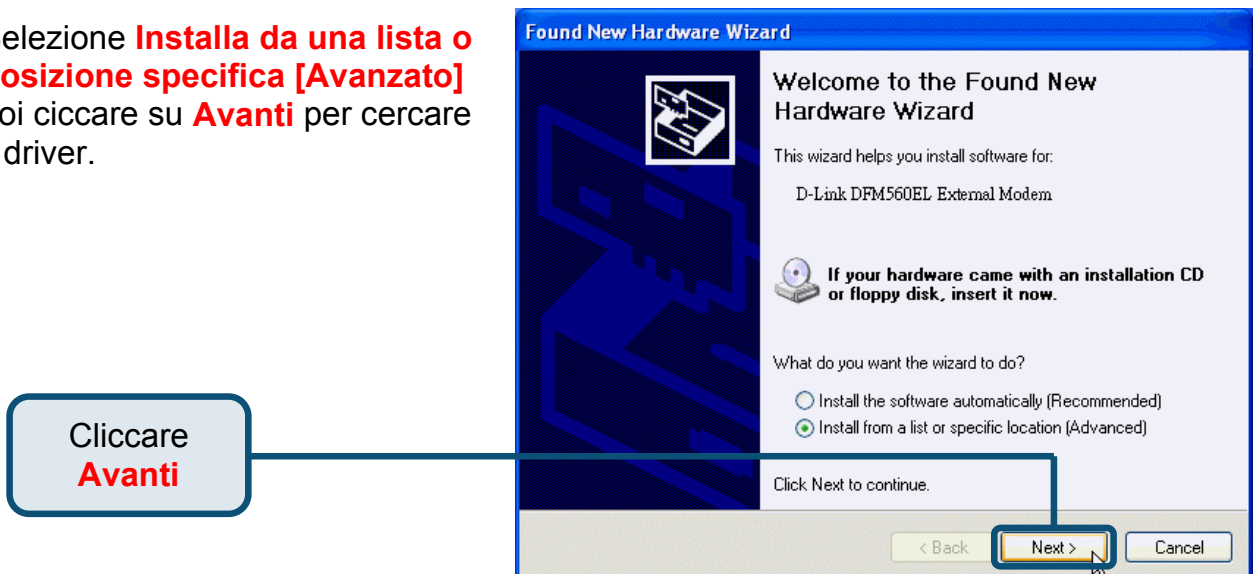 elezione Installa da una lista o
osizione specifica [Avanzato]
oi ciccare su Avanti per cercare
driver.
Cliccare
Avanti
Found New Hardware Wizard
Welcome to the Found New
Hardware Wizard
This wizard helps you install software for:
D-Link DFM560EL External Modem
If your hardware came with an installation CD
or floppy disk, insert it now.
What do you want the wizard to do?
Install the software automatically (Recommended)
Install from a list or specific location (Advanced)
Click Next to continue.
< Back Next > Cancel